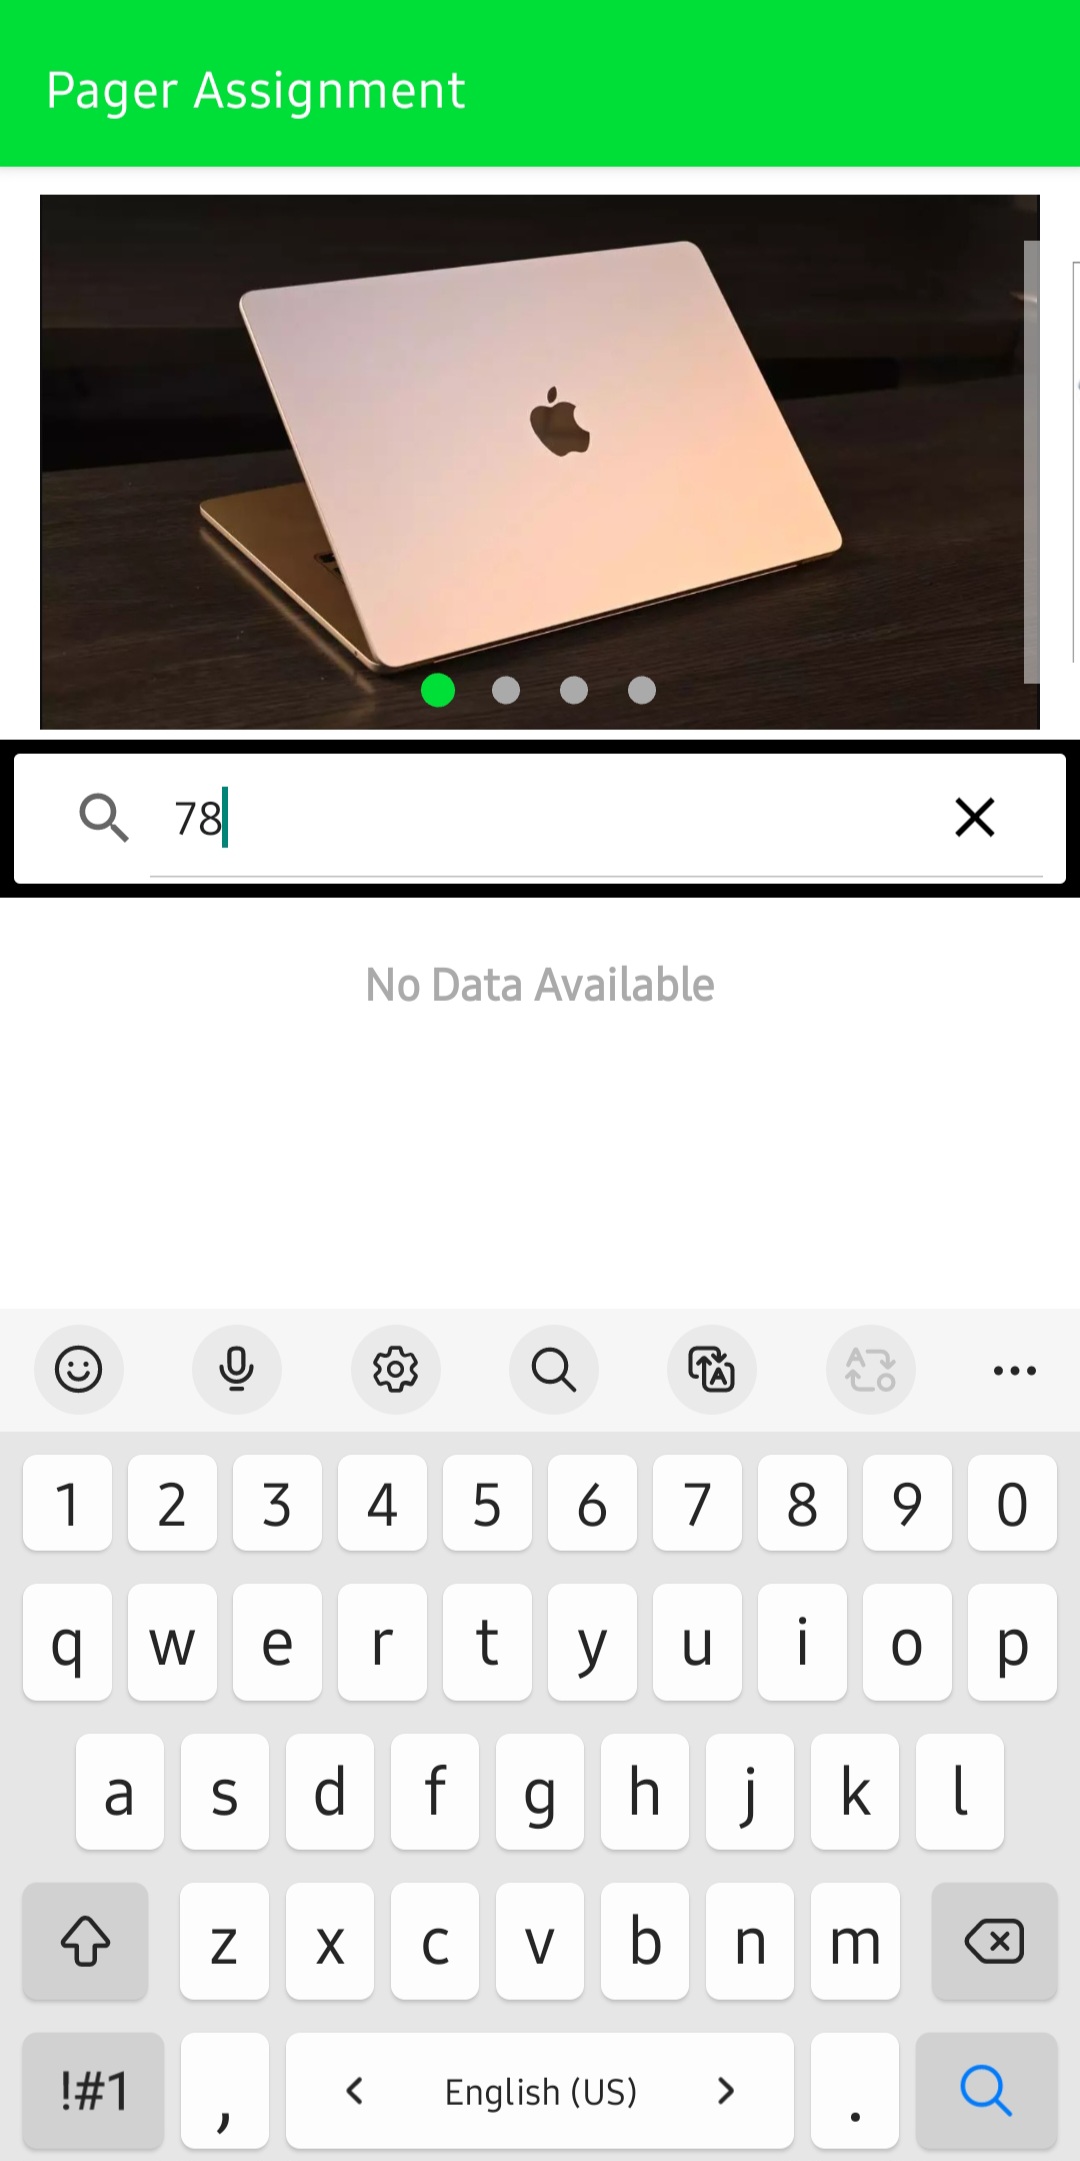 Pager Assignment
78
No Data Available
1 2 3 4 5 6 7 8 9 0
q w e r t y u i o p
a s d f g h j k l
z x c v b n m
!#1 , < English (US) > .